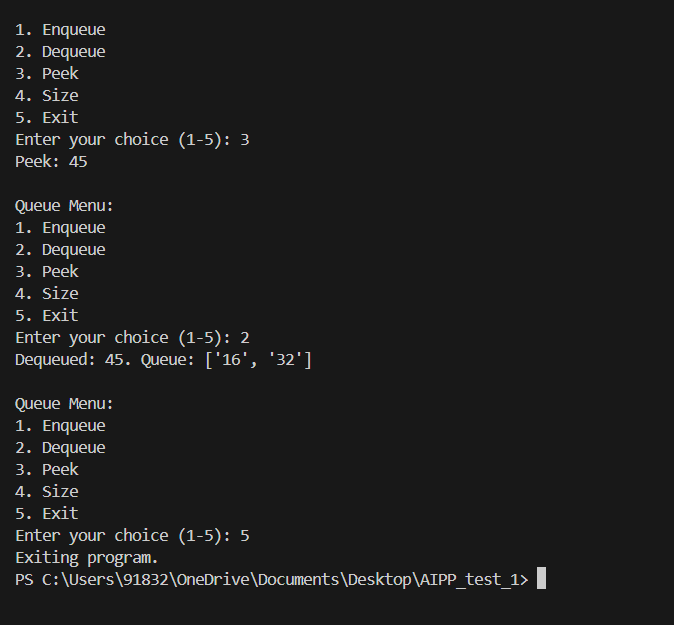 1. Enqueue
2. Dequeue
3. Peek
4. Size
5. Exit
Enter your choice (1-5): 3
Peek: 45
Queue Menu:
1. Enqueue
2. Dequeue
3. Peek
4. Size
5. Exit
Enter your choice (1-5): 2
Dequeued: 45. Queue: ['16', '32']
Queue Menu:
1. Enqueue
2. Dequeue
3. Peek
4. Size
5. Exit
Enter your choice (1-5): 5
Exiting program.
PS C:\Users\91832\OneDrive\Documents\Desktop\AIPP_test_1>